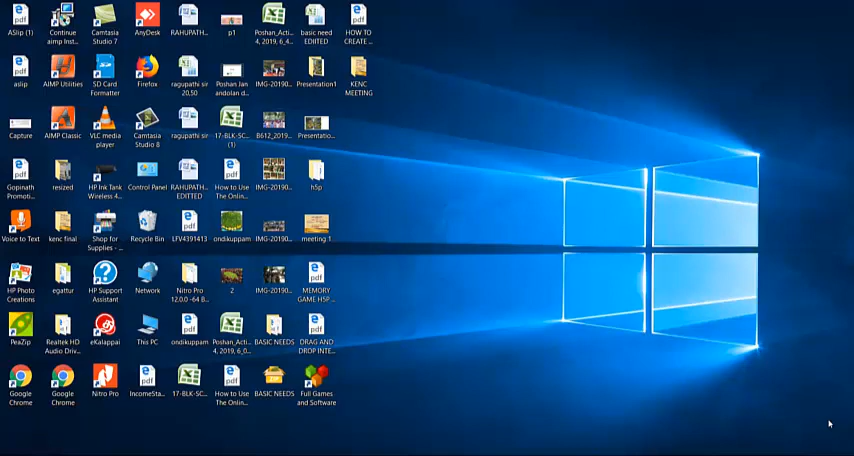 ASlip (1)
Continue
aimp Inst...
Camtasia
Studio 7
AnyDesk
RAHUPATH...
p1
Poshan_Acti
4, 2019, 6_4...
basic need
EDIITED
HOW TO
CREATE ...
aslip
AIMP Utilities
SD Card
Formatter
Firefox
ragupathi sir
20,50
Poshan Jan
andolan d...
IMG-20190...
Presentation1
KENC
MEETING
Capture
AIMP Classic
VLC media
player
Camtasia
Studio 8
ragupathi sir
17-BLK-SC...
(1)
B612_2019...
Presentatio...
Gopinath
Promoti...
resized
HP Ink Tank
Wireless 4...
Control Panel
RAHUPATH...
EDITTED
How to Use
The Onlin...
IMG-20190...
h5p
Voice to Text
kenc final
Shop for
Supplies - ...
Recycle Bin
LFV4391413
ondikuppam
IMG-20190...
meeting 1
HP Photo
Creations
egattur
HP Support
Assistant
Network
Nitro Pro
12.0.0 -64 B...
2
IMG-20190...
MEMORY
GAME H5P ...
PeaZip
Realtek HD
Audio Driv...
eKalappai
This PC
ondikuppam
Poshan_Acti
4, 2019, 6_0...
BASIC NEEDS
DRAG AND
DROP INTE...
Google
Chrome
Google
Chrome
Nitro Pro
IncomeSta...
17-BLK-SC...
How to Use
The Onlin...
BASIC NEEDS
Full Games
and Software